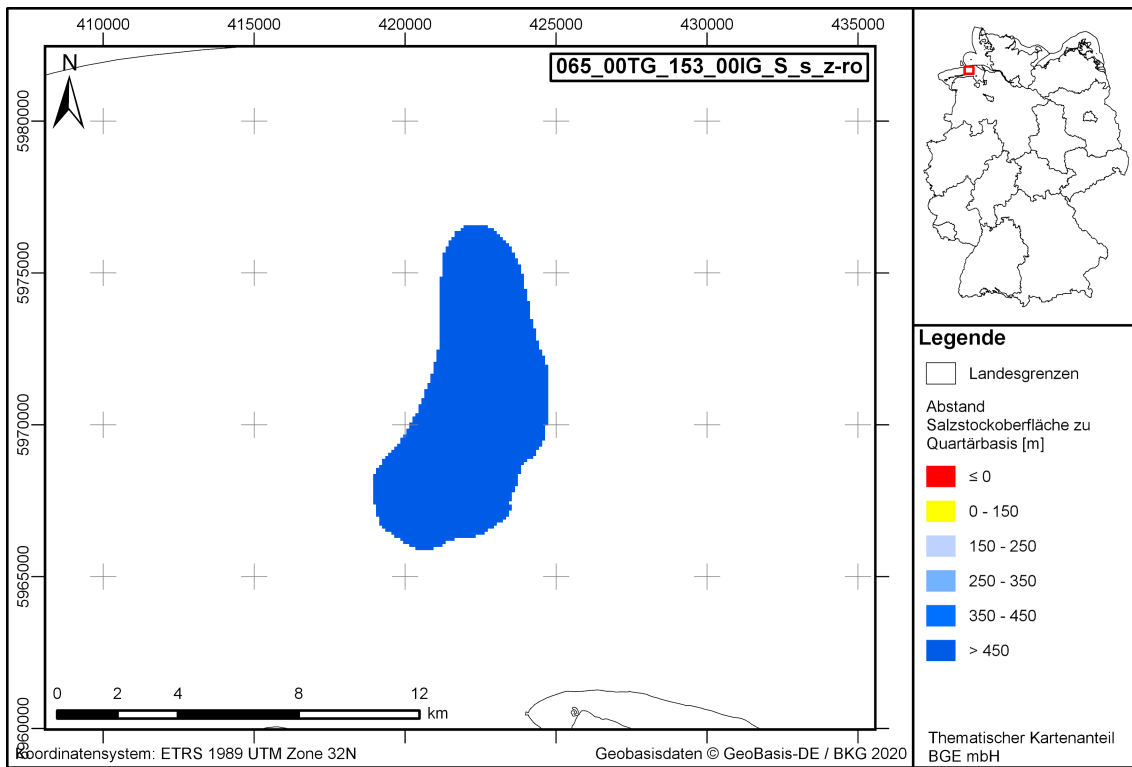 410000 415000 420000 425000 430000 435000
065_00TG_153_00IG_S_s_z-ro
N
5980000
5975000
5970000
5965000
5960000
0 2 4 8 12
km
Koordinatensystem: ETRS 1989 UTM Zone 32N
Geobasisdaten © GeoBasis-DE / BKG 2020
Legende
Landesgrenzen
Abstand
Salzstockoberfläche zu
Quartärbasis [m]
≤ 0
0 - 150
150 - 250
250 - 350
350 - 450
> 450
Thematischer Kartenanteil
BGE mbH